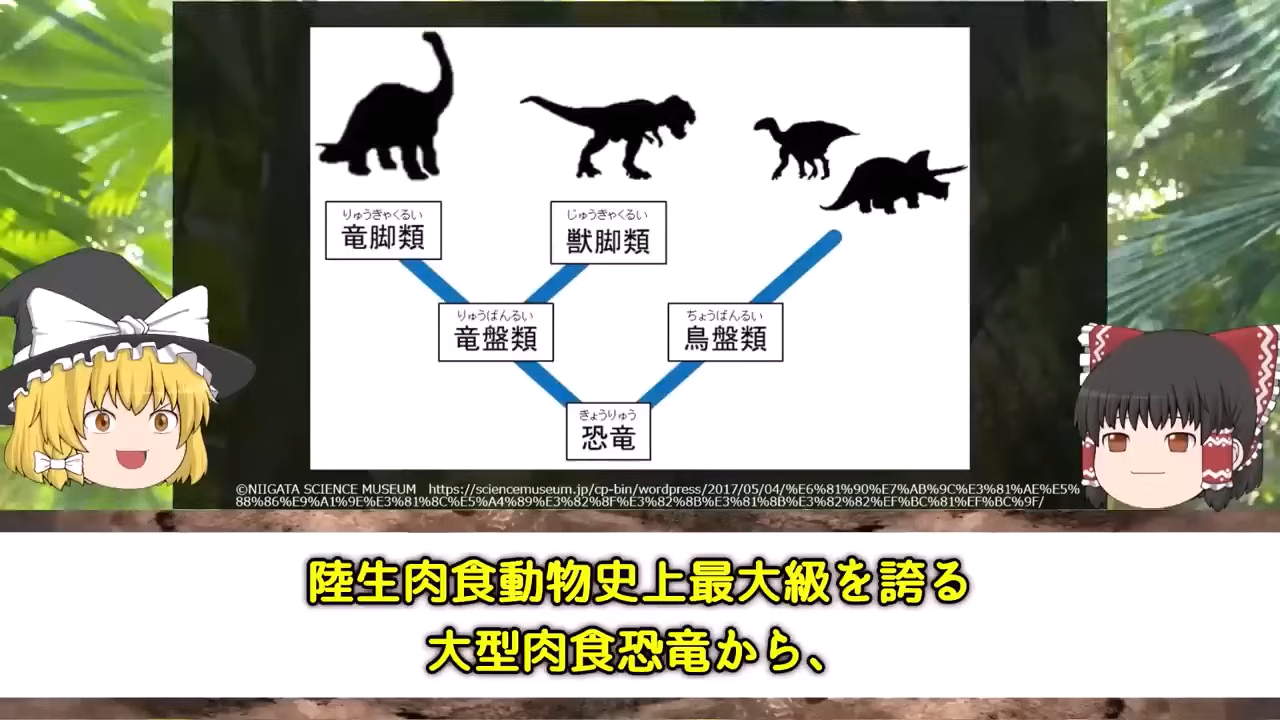 りゅうきゃくるい
竜脚類
じゅうきゃくるい
獣脚類
りゅうばんるい
竜盤類
ちょうばんるい
鳥盤類
きょうりゅう
恐竜
©NIIGATA SCIENCE MUSEUM https://sciencemuseum.jp/cp-bin/wordpress/2017/05/04/%E6%81%90%E7%AB%9C%E3%81%AE%E5%
88%86%E9%A1%9E%E3%81%8C%E5%A4%89%E3%82%8F%E3%82%8B%E3%81%8B%E3%82%82%EF%BC%81%EF%BC%9F/
陸生肉食動物史上最大級を誇る
大型肉食恐竜から、